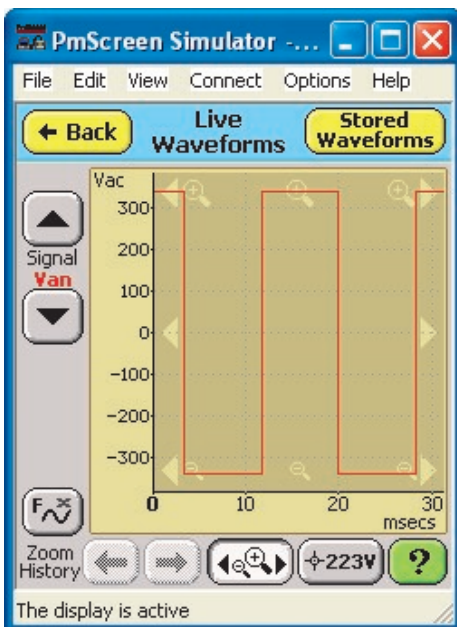 PmScreen Simulator -...
File Edit View Connect Options Help
Back
Live
Waveforms
Stored
Waveforms
Vac
300
200
100
0
-100
-200
-300
Signal
Van
0 10 20 30
msecs
F x
Zoom
History
223V
?
The display is active